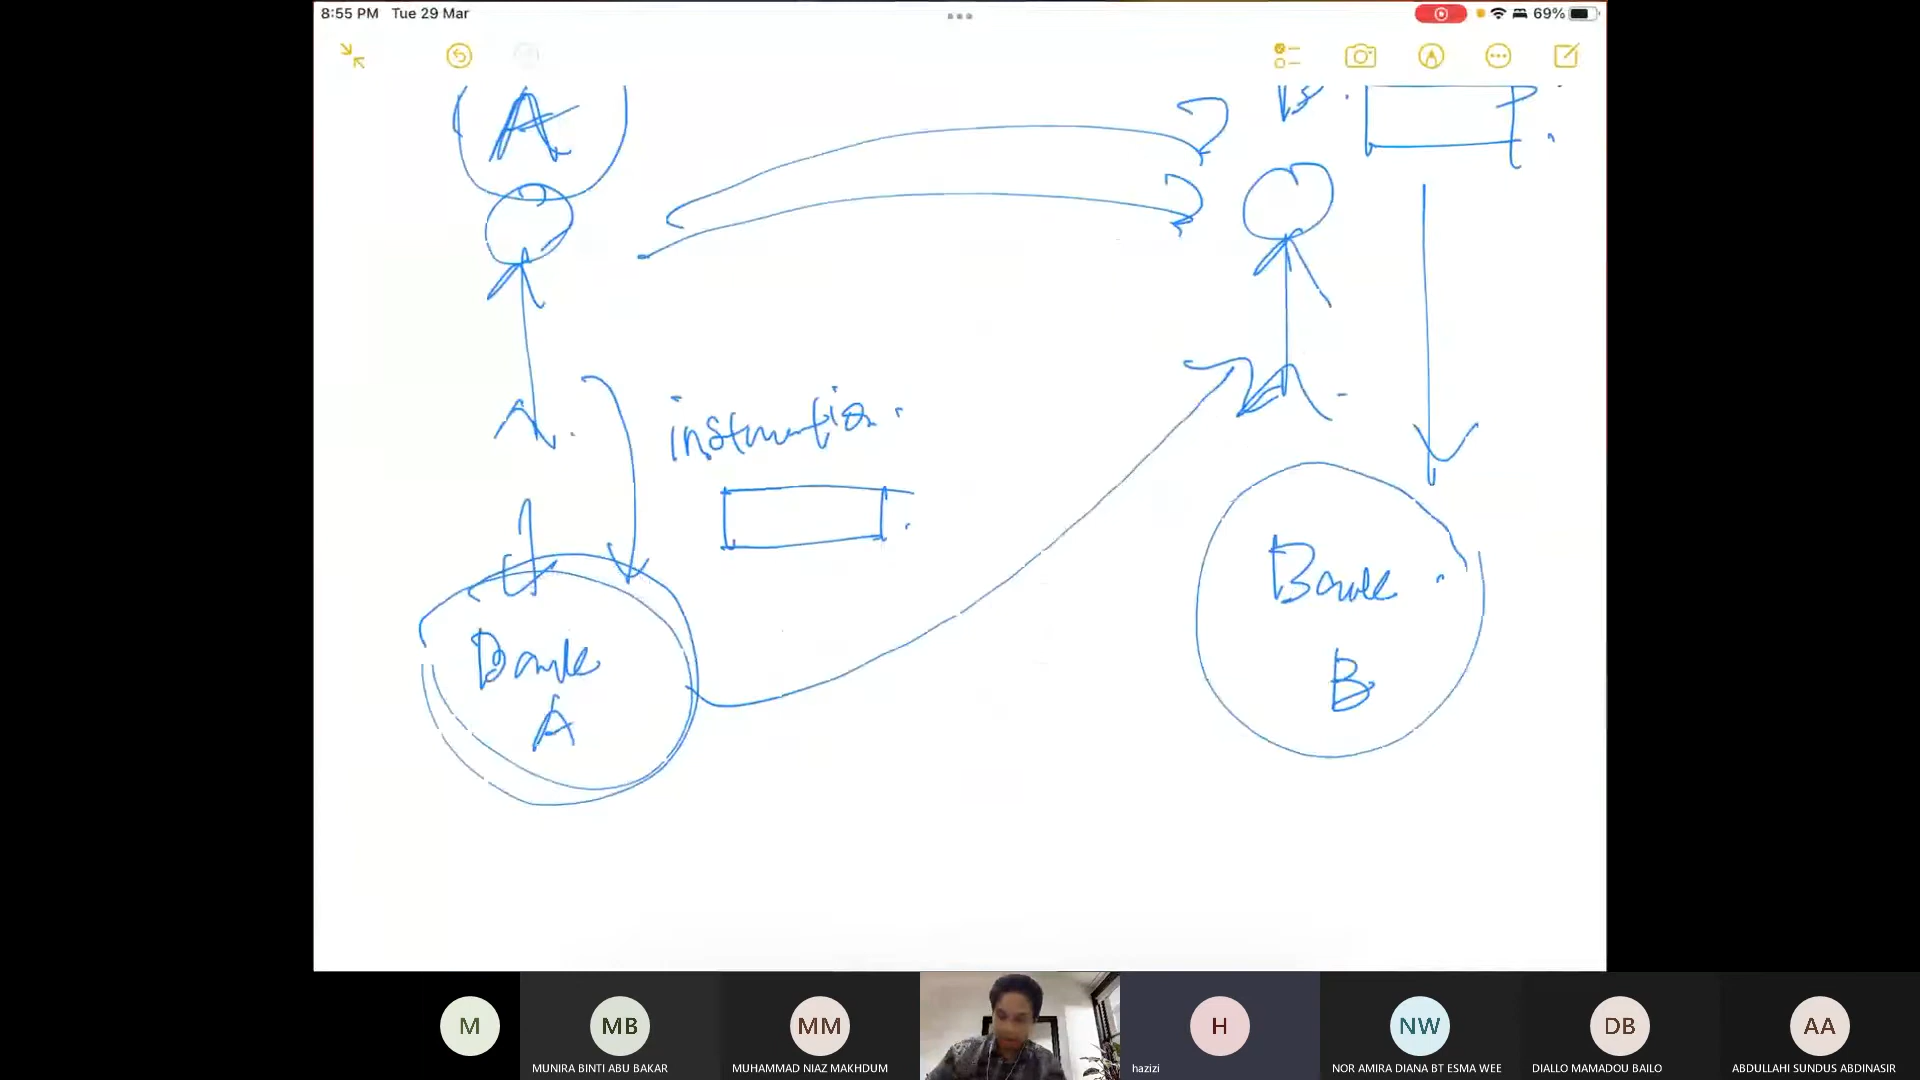 8:55 PM Tue 29 Mar
69%
A
B
instruction
Bank
A
Bank
B
M
MB
MM
H
NW
DB
AA
MUNIRA BINTI ABU BAKAR
MUHAMMAD NIAZ MAKHDUM
hazizi
NOR AMIRA DIANA BT ESMA WEE
DIALLO MAMADOU BAILO
ABDULLAHI SUNDUS ABDINASIR